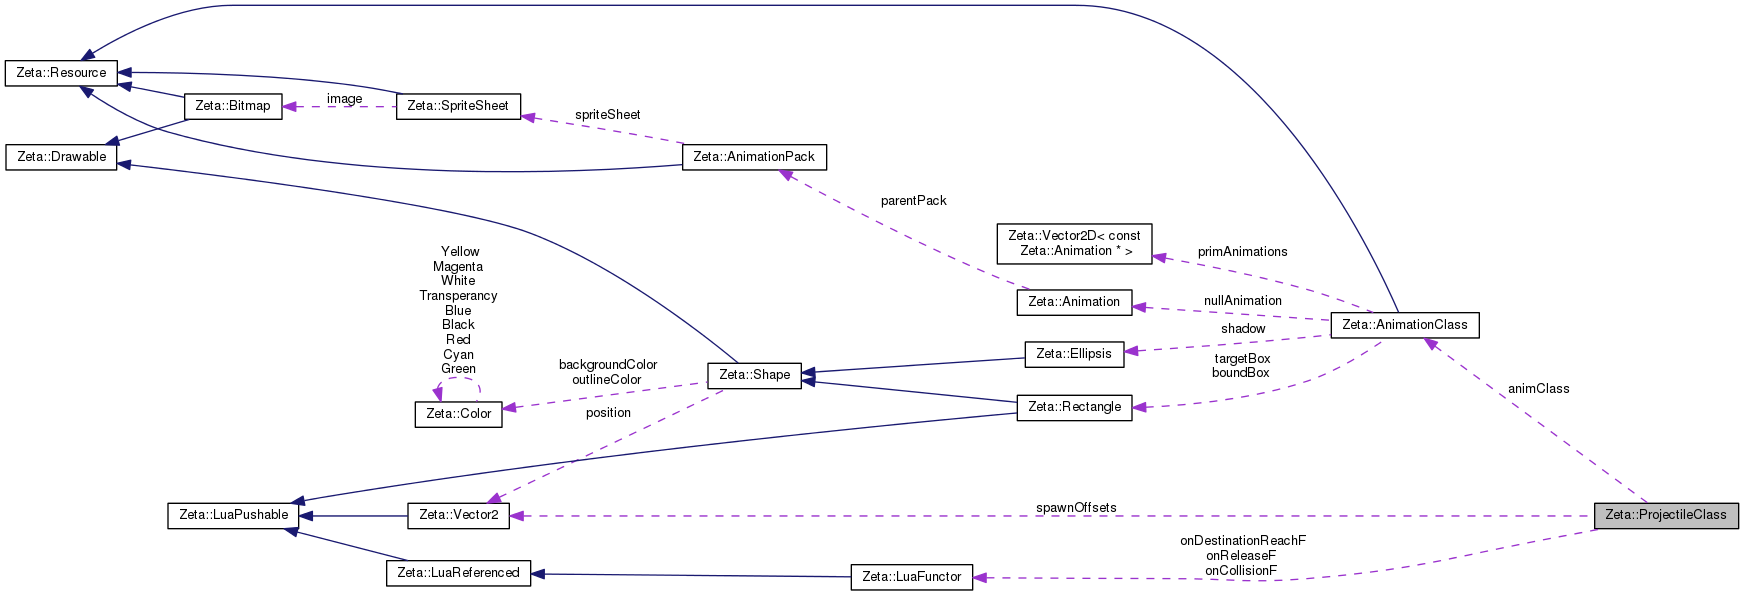 Zeta::Resource
Zeta::Bitmap
image
Zeta::SpriteSheet
spriteSheet
Zeta::Drawable
Zeta::AnimationPack
parentPack
Zeta::Vector2D< const
Zeta::Animation * >
primAnimations
Yellow
Magenta
White
Transperancy
Blue
Black
Red
Cyan
Green
Zeta::Animation
nullAnimation
Zeta::AnimationClass
shadow
Zeta::Ellipsis
targetBox
boundBox
Zeta::Shape
backgroundColor
outlineColor
animClass
Zeta::Color
position
Zeta::Rectangle
Zeta::LuaPushable
Zeta::Vector2
spawnOffsets
Zeta::ProjectileClass
onDestinationReachF
onReleaseF
onCollisionF
Zeta::LuaReferenced
Zeta::LuaFunctor